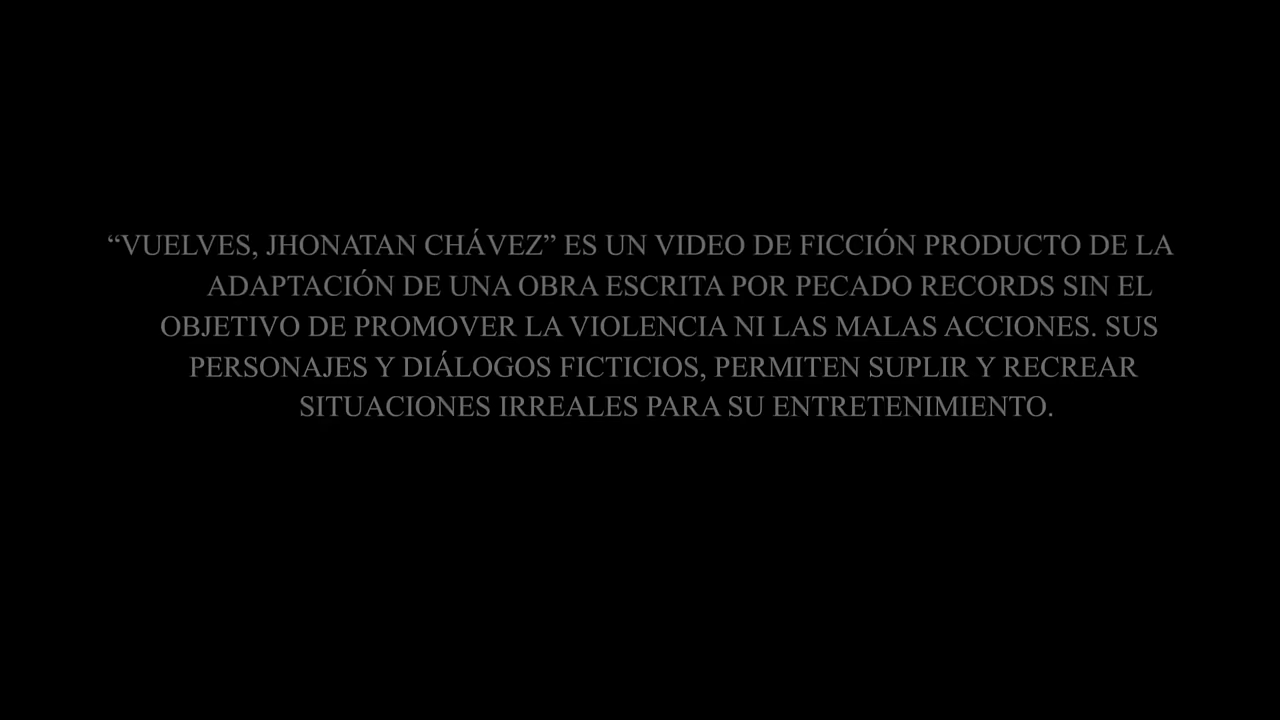 “VUELVES, JHONATAN CHÁVEZ” ES UN VIDEO DE FICCIÓN PRODUCTO DE LA
ADAPTACIÓN DE UNA OBRA ESCRITA POR PECADO RECORDS SIN EL
OBJETIVO DE PROMOVER LA VIOLENCIA NI LAS MALAS ACCIONES. SUS
PERSONAJES Y DIÁLOGOS FICTICIOS, PERMITEN SUPLIR Y RECREAR
SITUACIONES IRREALES PARA SU ENTRETENIMIENTO.